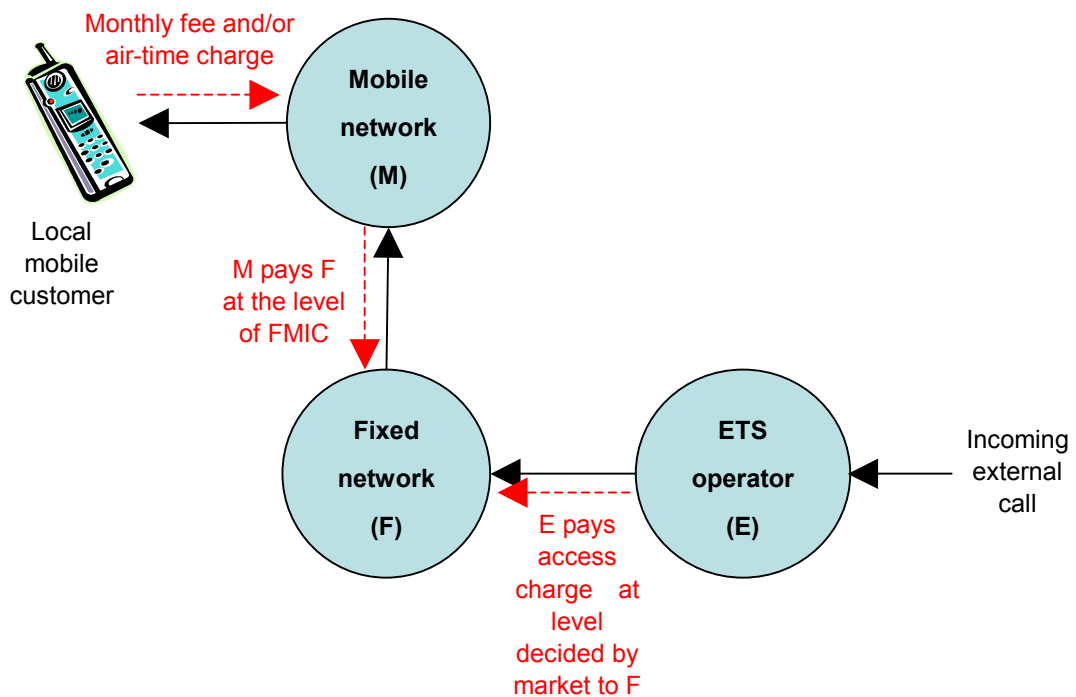 Monthly fee and/or
air-time charge
Mobile
network
(M)
Local
mobile
customer
M pays F
at the level
of FMIC
Fixed
network
(F)
ETS
operator
(E)
Incoming
external
call
E pays
access
charge at
level
decided by
market to F